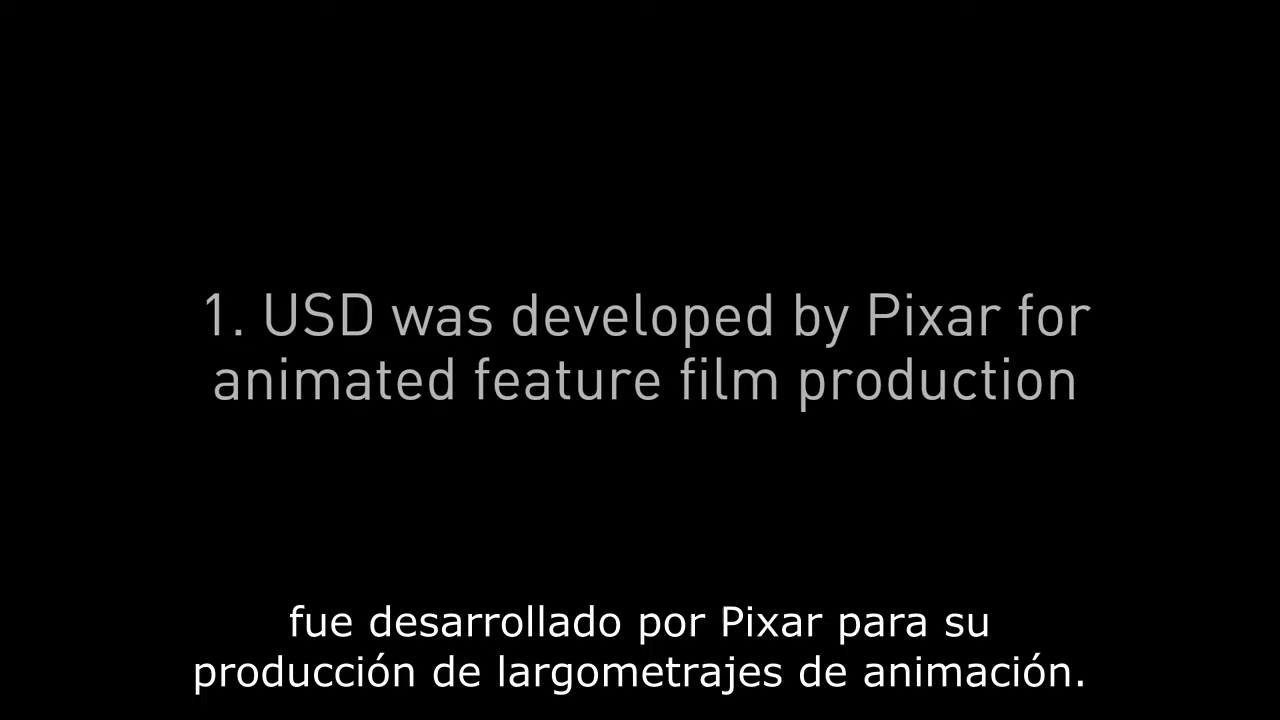 1. USD was developed by Pixar for
animated feature film production
fue desarrollado por Pixar para su
producción de largometrajes de animación.